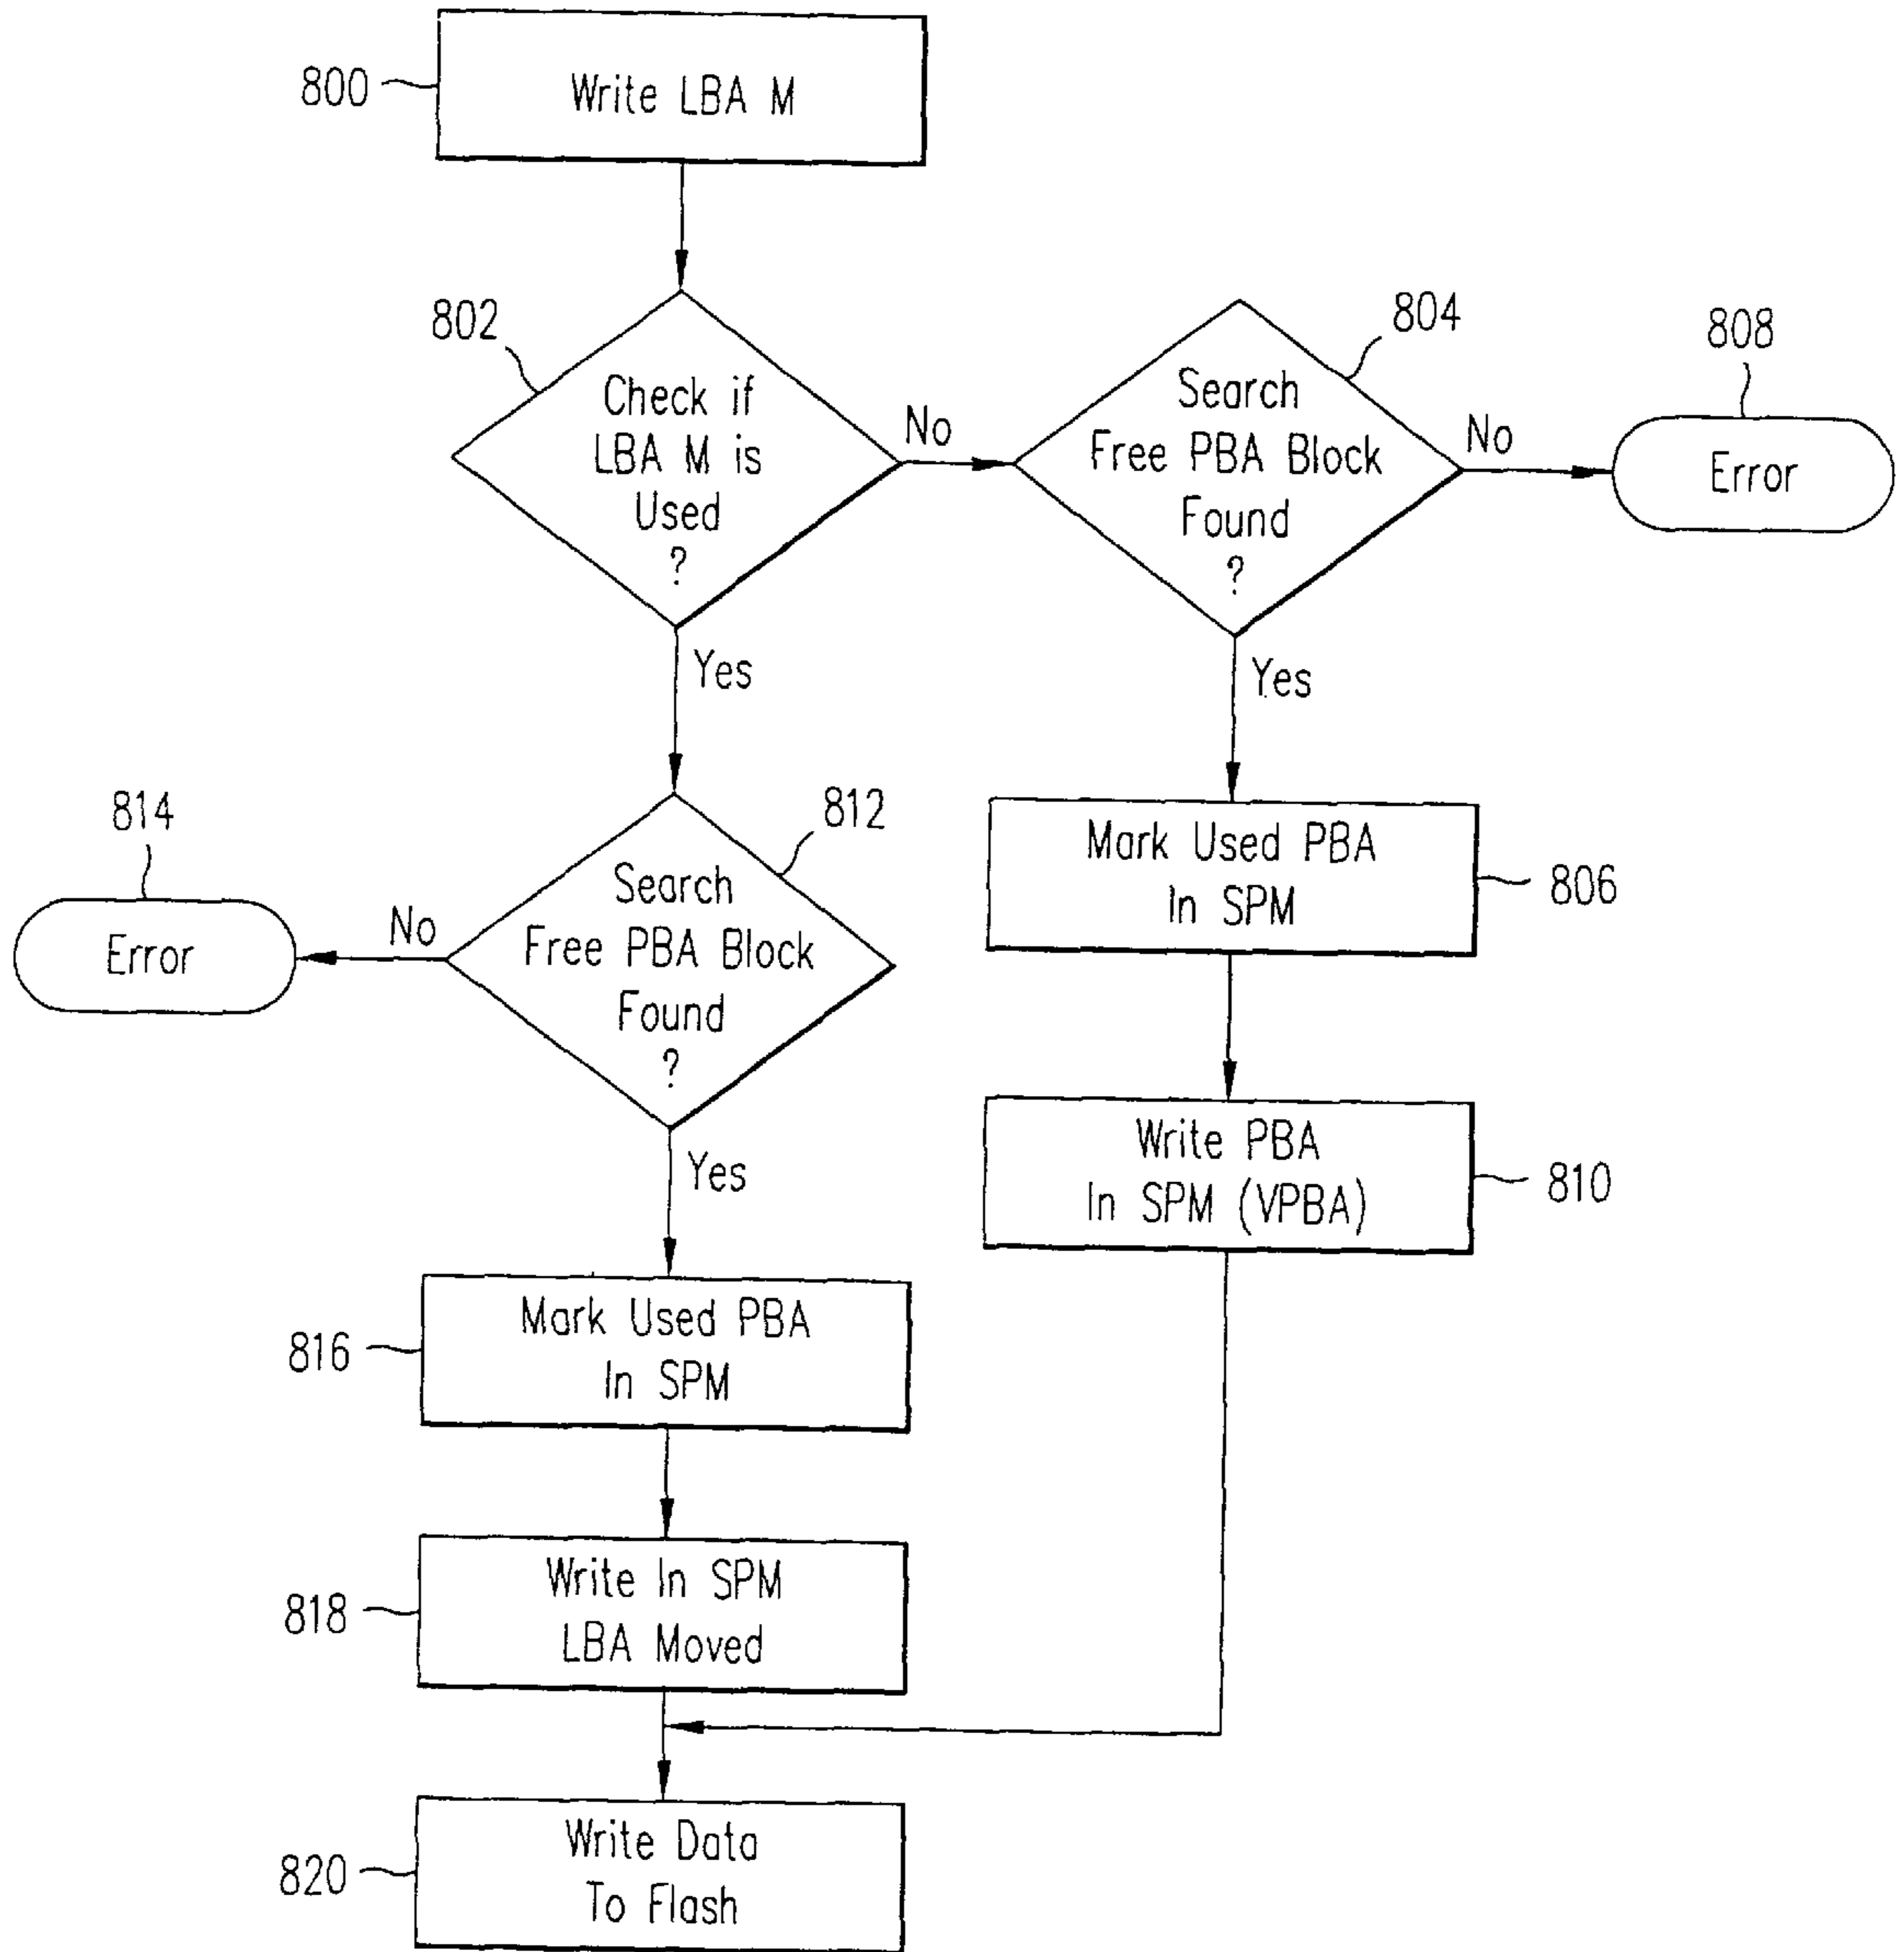 800
Write LBA M
802
Check if
LBA M is
Used
?
No
804
Search
Free PBA Block
Found
?
No
808
Error
Yes
Yes
Mark Used PBA
In SPM
806
812
Search
Free PBA Block
Found
?
No
814
Error
Write PBA
In SPM (VPBA)
810
Yes
816
Mark Used PBA
In SPM
818
Write In SPM
LBA Moved
820
Write Data
To Flash